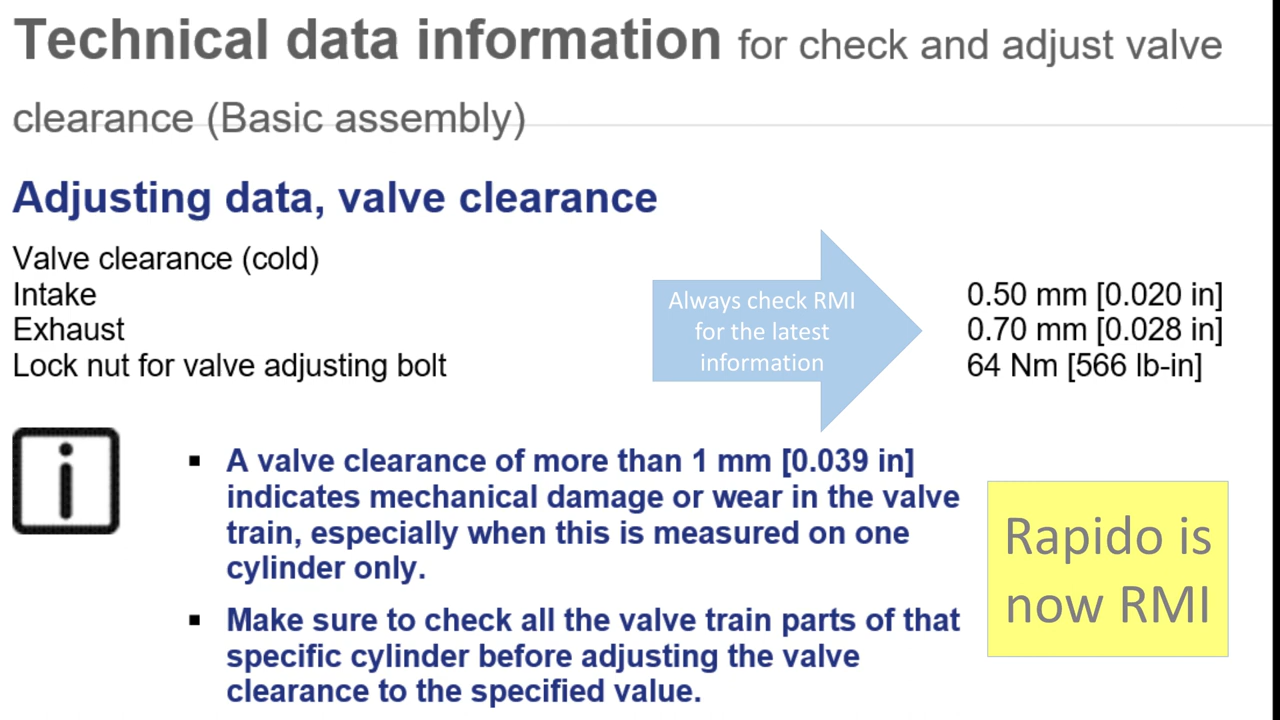 Technical data information for check and adjust valve
clearance (Basic assembly)
Adjusting data, valve clearance
Valve clearance (cold)
Intake 0.50 mm [0.020 in]
Exhaust 0.70 mm [0.028 in]
Lock nut for valve adjusting bolt 64 Nm [566 lb-in]
Always check RMI
for the latest
information
i
▪ A valve clearance of more than 1 mm [0.039 in]
indicates mechanical damage or wear in the valve
train, especially when this is measured on one
cylinder only.
▪ Make sure to check all the valve train parts of that
specific cylinder before adjusting the valve
clearance to the specified value.
Rapido is
now RMI